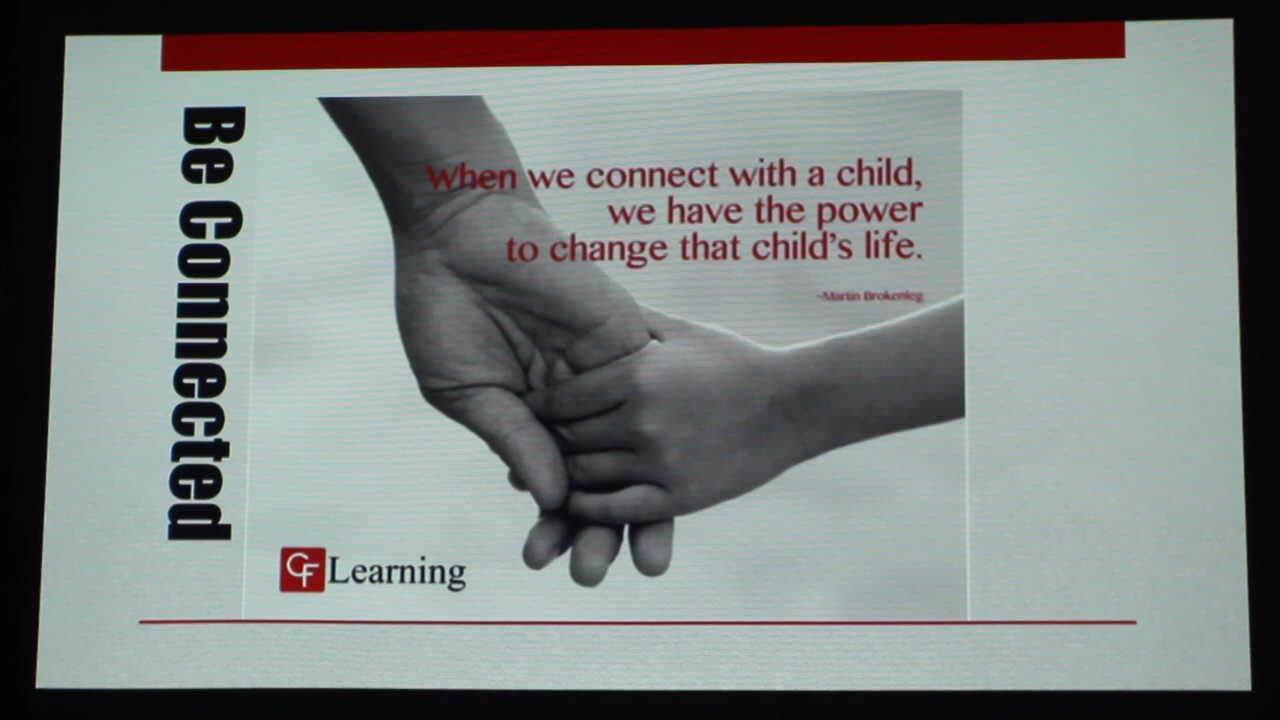 Be Connected
When we connect with a child,
we have the power
to change that child's life.
~Martin Brokenleg
CF Learning